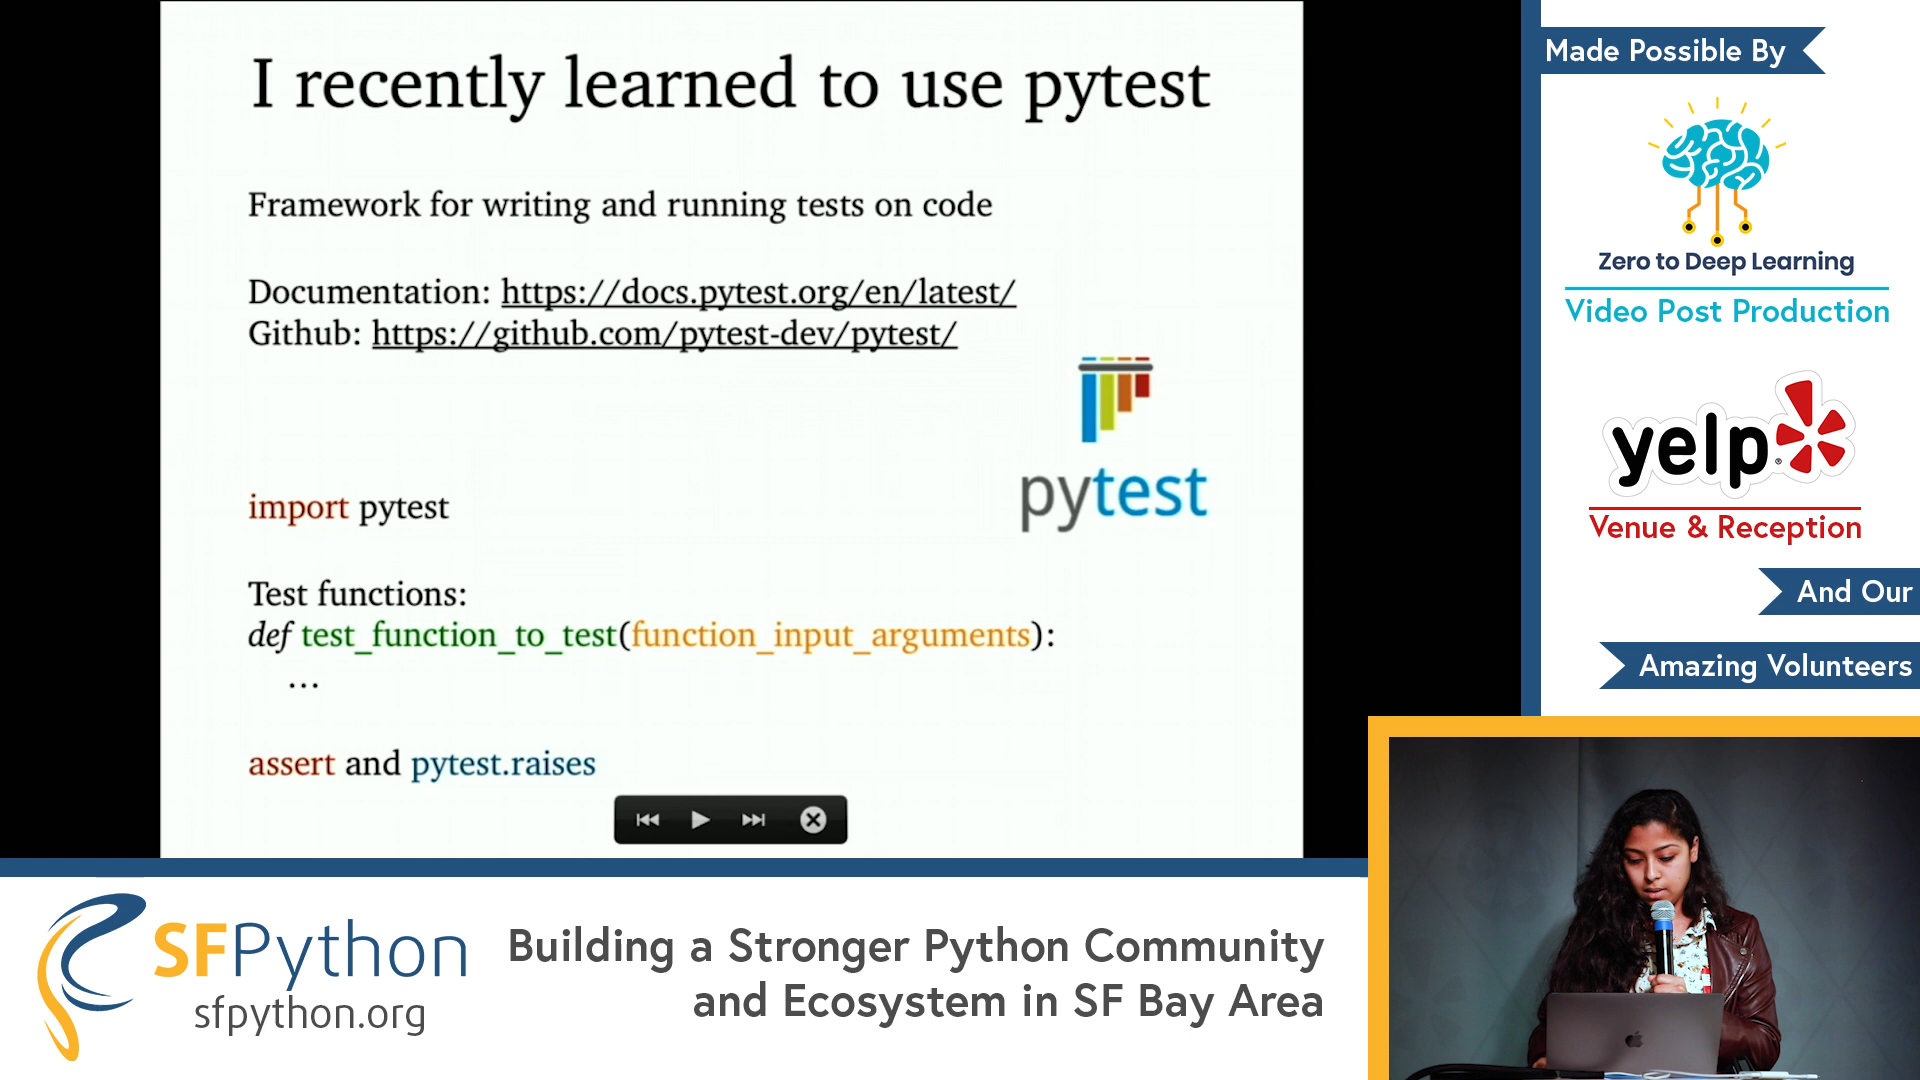 I recently learned to use pytest
Framework for writing and running tests on code
Documentation: https://docs.pytest.org/en/latest/
Github: https://github.com/pytest-dev/pytest/
pytest
import pytest
Test functions:
def test_function_to_test(function_input_arguments):
...
assert and pytest.raises
Made Possible By
Zero to Deep Learning
Video Post Production
yelp
Venue & Reception
And Our
Amazing Volunteers
SFPython
sfpython.org
Building a Stronger Python Community
and Ecosystem in SF Bay Area